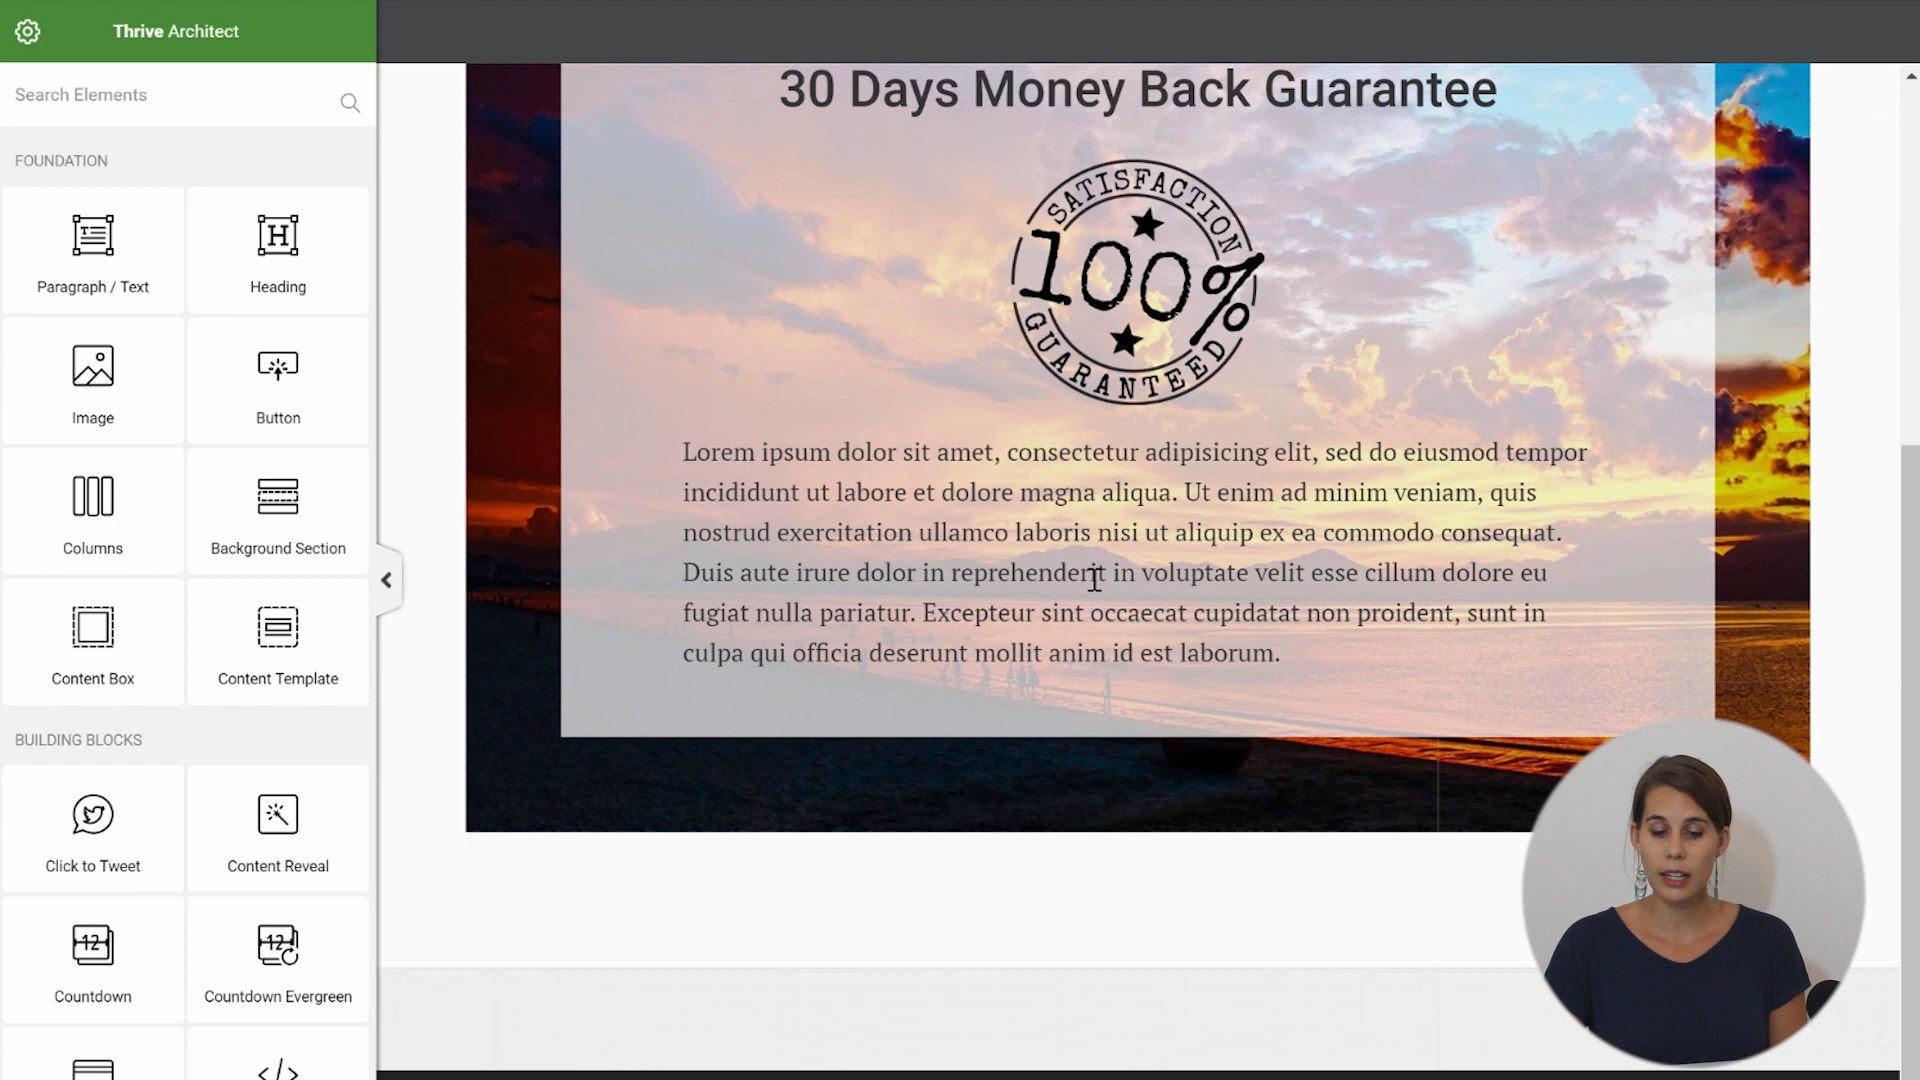 Thrive Architect
Search Elements
FOUNDATION
Paragraph / Text
Heading
Image
Button
Columns
Background Section
Content Box
Content Template
BUILDING BLOCKS
Click to Tweet
Content Reveal
12
Countdown
12
Countdown Evergreen
30 Days Money Back Guarantee
SATISFACTION
100%
GUARANTEED
Lorem ipsum dolor sit amet, consectetur adipisicing elit, sed do eiusmod tempor
incididunt ut labore et dolore magna aliqua. Ut enim ad minim veniam, quis
nostrud exercitation ullamco laboris nisi ut aliquip ex ea commodo consequat.
Duis aute irure dolor in reprehenderit in voluptate velit esse cillum dolore eu
fugiat nulla pariatur. Excepteur sint occaecat cupidatat non proident, sunt in
culpa qui officia deserunt mollit anim id est laborum.